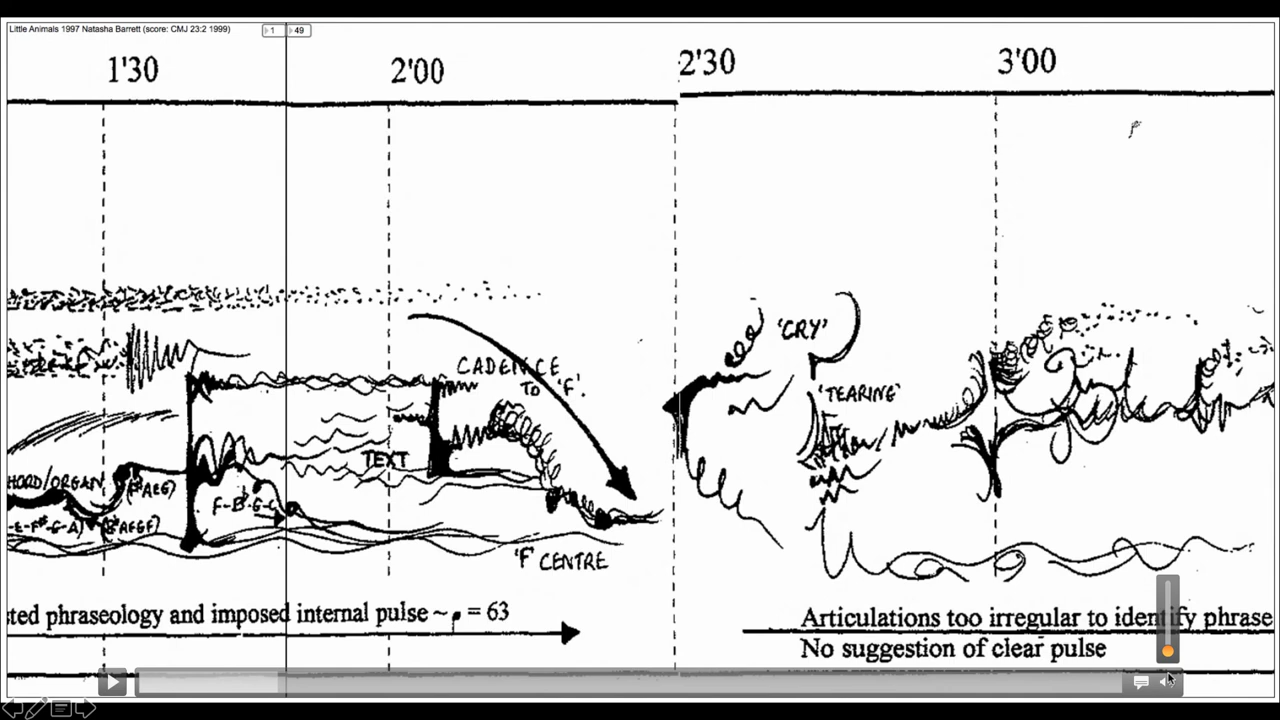 Little Animals 1997 Natasha Barrett (score: CMJ 23:2 1999)
1
49
1'30
2'00
2'30
3'00
'CRY'
CADENCE
TO 'F'.
'TEARING'
TEXT
HORD/ORGAN
'F' CENTRE
sted phraseology and imposed internal pulse ~ = 63
Articulations too irregular to identify phrase
No suggestion of clear pulse